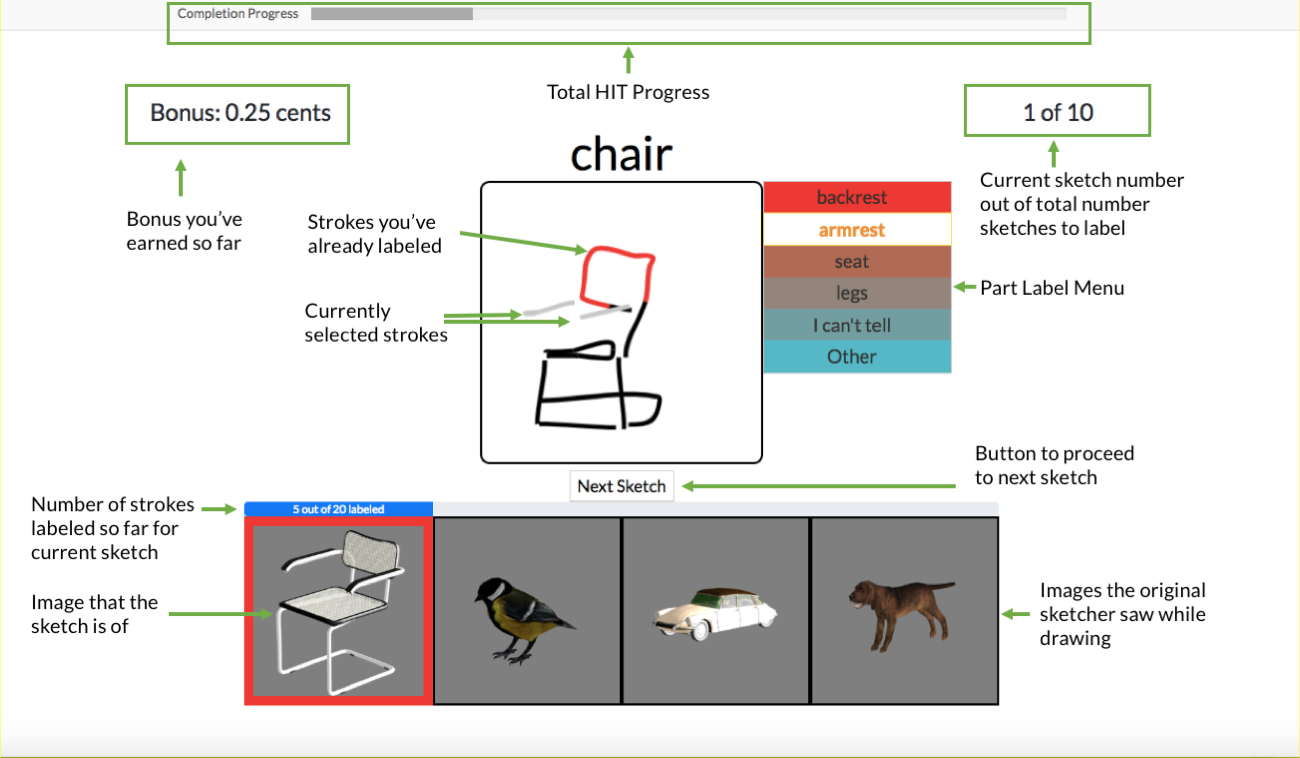 Completion Progress
Total HIT Progress
Bonus: 0.25 cents
1 of 10
chair
Bonus you’ve
earned so far
Strokes you’ve
already labeled
Currently
selected strokes
backrest
armrest
seat
legs
I can't tell
Other
Current sketch number
out of total number
sketches to label
Part Label Menu
Button to proceed
to next sketch
Next Sketch
Number of strokes
labeled so far for
current sketch
5 out of 20 labeled
Image that the
sketch is of
Images the original
sketcher saw while
drawing